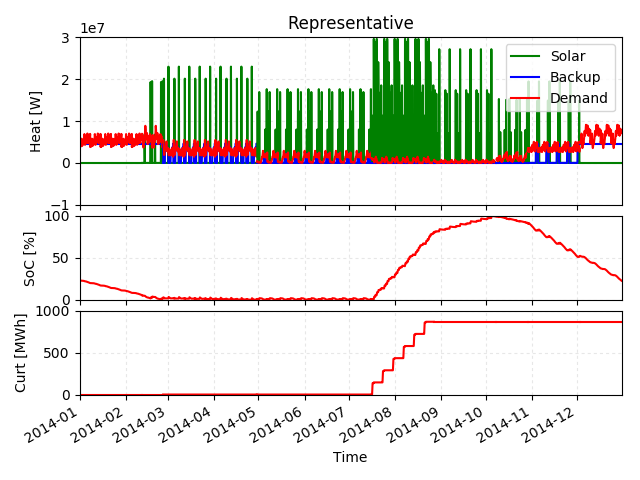 Representative
1e7
Heat [W]
3
2
1
0
−1
Solar
Backup
Demand
SoC [%]
100
50
0
Curt [MWh]
1000
500
0
2014-01
2014-02
2014-03
2014-04
2014-05
2014-06
2014-07
2014-08
2014-09
2014-10
2014-11
2014-12
Time